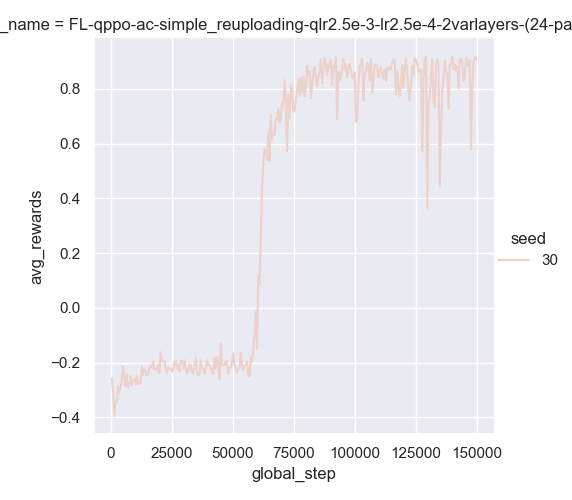 _name = FL-qppo-ac-simple_reuploading-qlr2.5e-3-lr2.5e-4-2varlayers-(24-pa
0.8
0.6
0.4
0.2
0.0
−0.2
−0.4
avg_rewards
0 25000 50000 75000 100000 125000 150000
global_step
seed
30